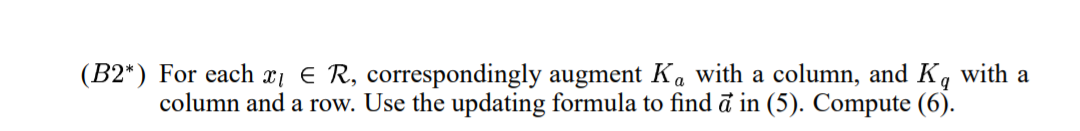 (B2*) For each x_l ∈ R, correspondingly augment K_a with a column, and K_q with a
column and a row. Use the updating formula to find a⃗ in (5). Compute (6).